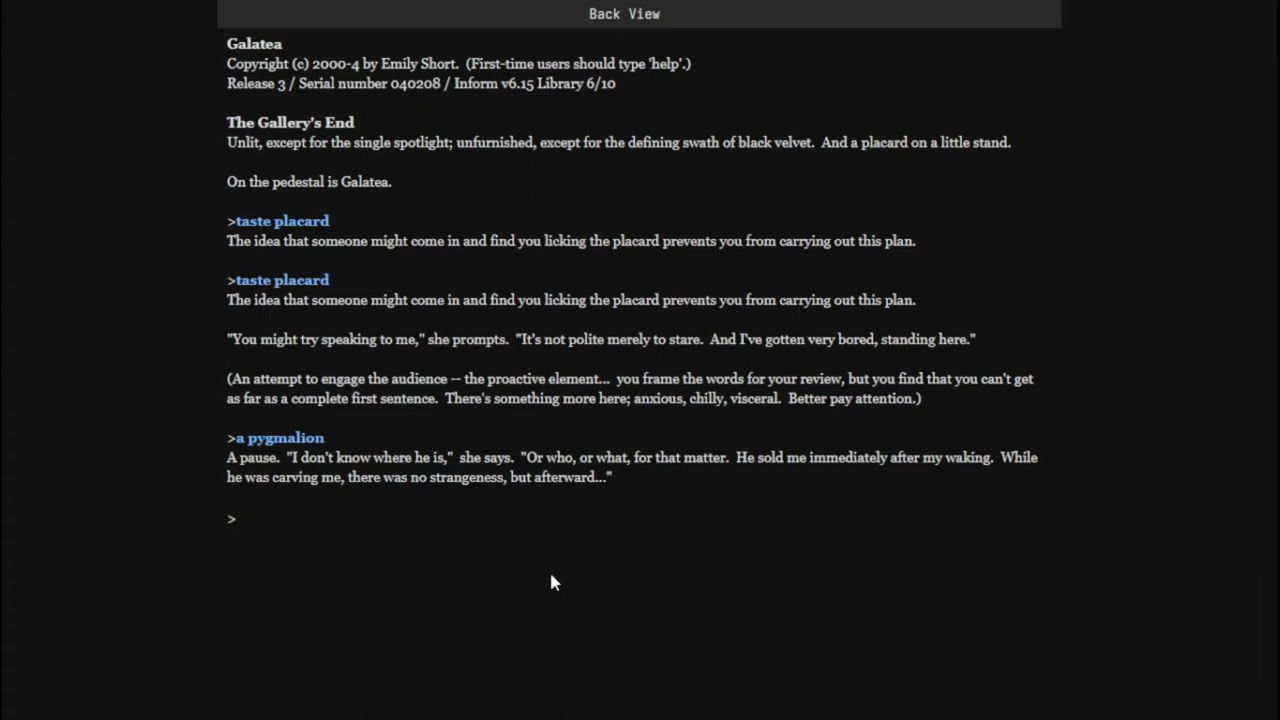 Back View
Galatea
Copyright (c) 2000-4 by Emily Short.  (First-time users should type 'help'.)
Release 3 / Serial number 040208 / Inform v6.15 Library 6/10
The Gallery's End
Unlit, except for the single spotlight; unfurnished, except for the defining swath of black velvet.  And a placard on a little stand.
On the pedestal is Galatea.
>taste placard
The idea that someone might come in and find you licking the placard prevents you from carrying out this plan.
>taste placard
The idea that someone might come in and find you licking the placard prevents you from carrying out this plan.
"You might try speaking to me," she prompts.  "It's not polite merely to stare.  And I've gotten very bored, standing here."
(An attempt to engage the audience -- the proactive element...  you frame the words for your review, but you find that you can't get
as far as a complete first sentence.  There's something more here; anxious, chilly, visceral.  Better pay attention.)
>a pygmalion
A pause.  "I don't know where he is,"  she says.  "Or who, or what, for that matter.  He sold me immediately after my waking.  While
he was carving me, there was no strangeness, but afterward..."
>